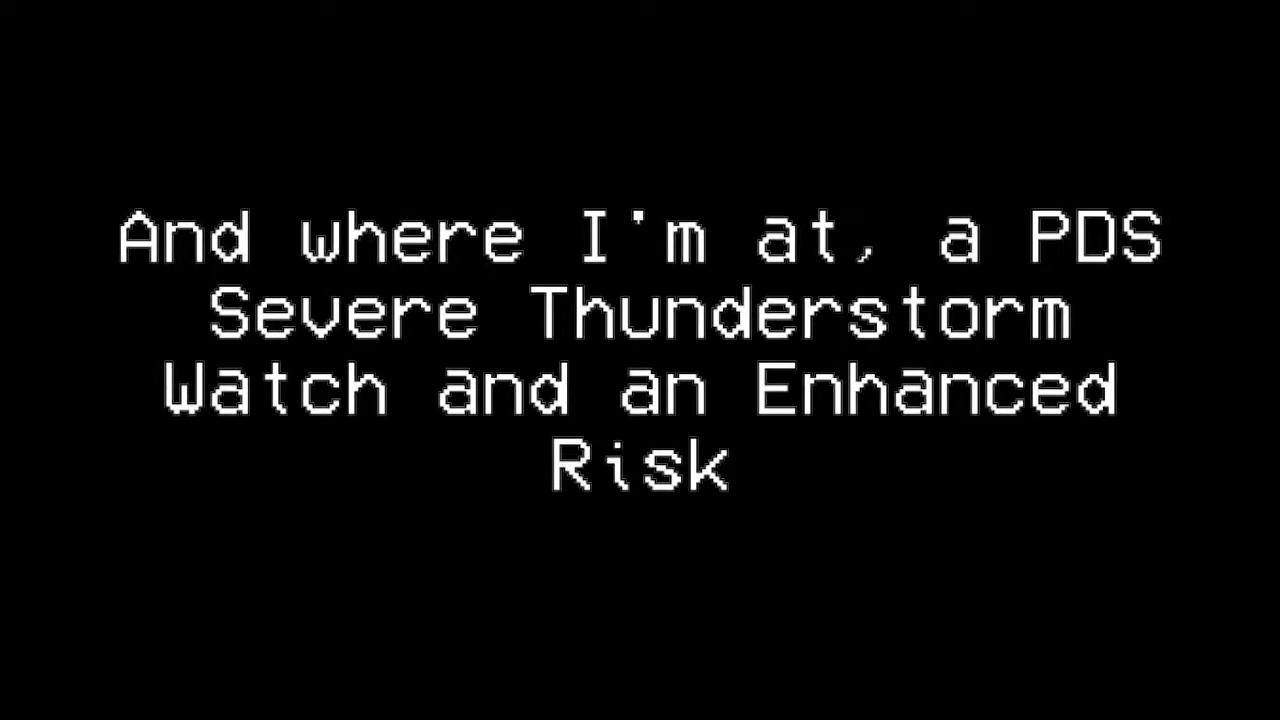 And where I'm at, a PDS
Severe Thunderstorm
Watch and an Enhanced
Risk